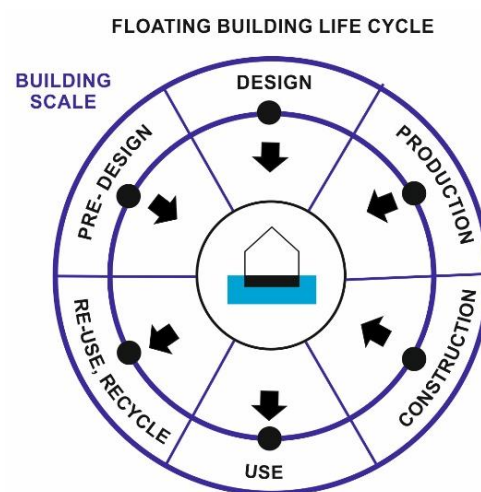 FLOATING BUILDING LIFE CYCLE
BUILDING
SCALE
DESIGN
PRODUCTION
CONSTRUCTION
USE
RE-USE, RECYCLE
PRE- DESIGN